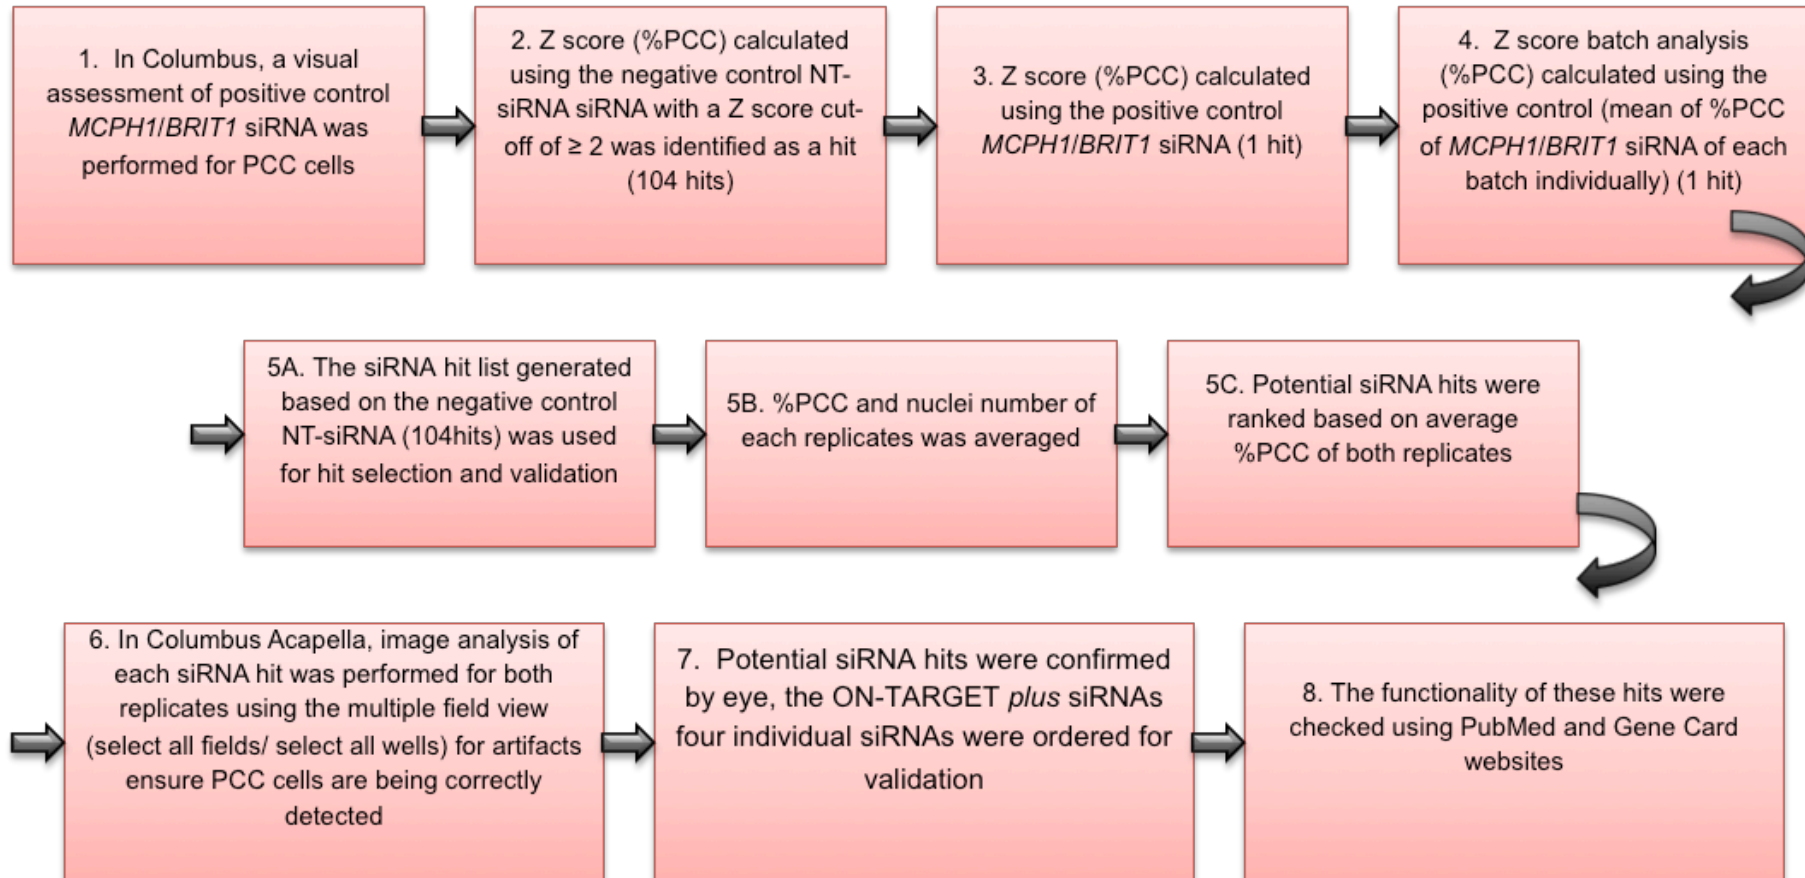 1. In Columbus, a visual
assessment of positive control
MCPH1/BRIT1 siRNA was
performed for PCC cells
2. Z score (%PCC) calculated
using the negative control NT-
siRNA siRNA with a Z score cut-
off of ≥ 2 was identified as a hit
(104 hits)
3. Z score (%PCC) calculated
using the positive control
MCPH1/BRIT1 siRNA (1 hit)
4. Z score batch analysis
(%PCC) calculated using the
positive control (mean of %PCC
of MCPH1/BRIT1 siRNA of each
batch individually) (1 hit)
5A. The siRNA hit list generated
based on the negative control
NT-siRNA (104hits) was used
for hit selection and validation
5B. %PCC and nuclei number of
each replicates was averaged
5C. Potential siRNA hits were
ranked based on average
%PCC of both replicates
6. In Columbus Acapella, image analysis of
each siRNA hit was performed for both
replicates using the multiple field view
(select all fields/ select all wells) for artifacts
ensure PCC cells are being correctly
detected
7. Potential siRNA hits were confirmed
by eye, the ON-TARGET plus siRNAs
four individual siRNAs were ordered for
validation
8. The functionality of these hits were
checked using PubMed and Gene Card
websites